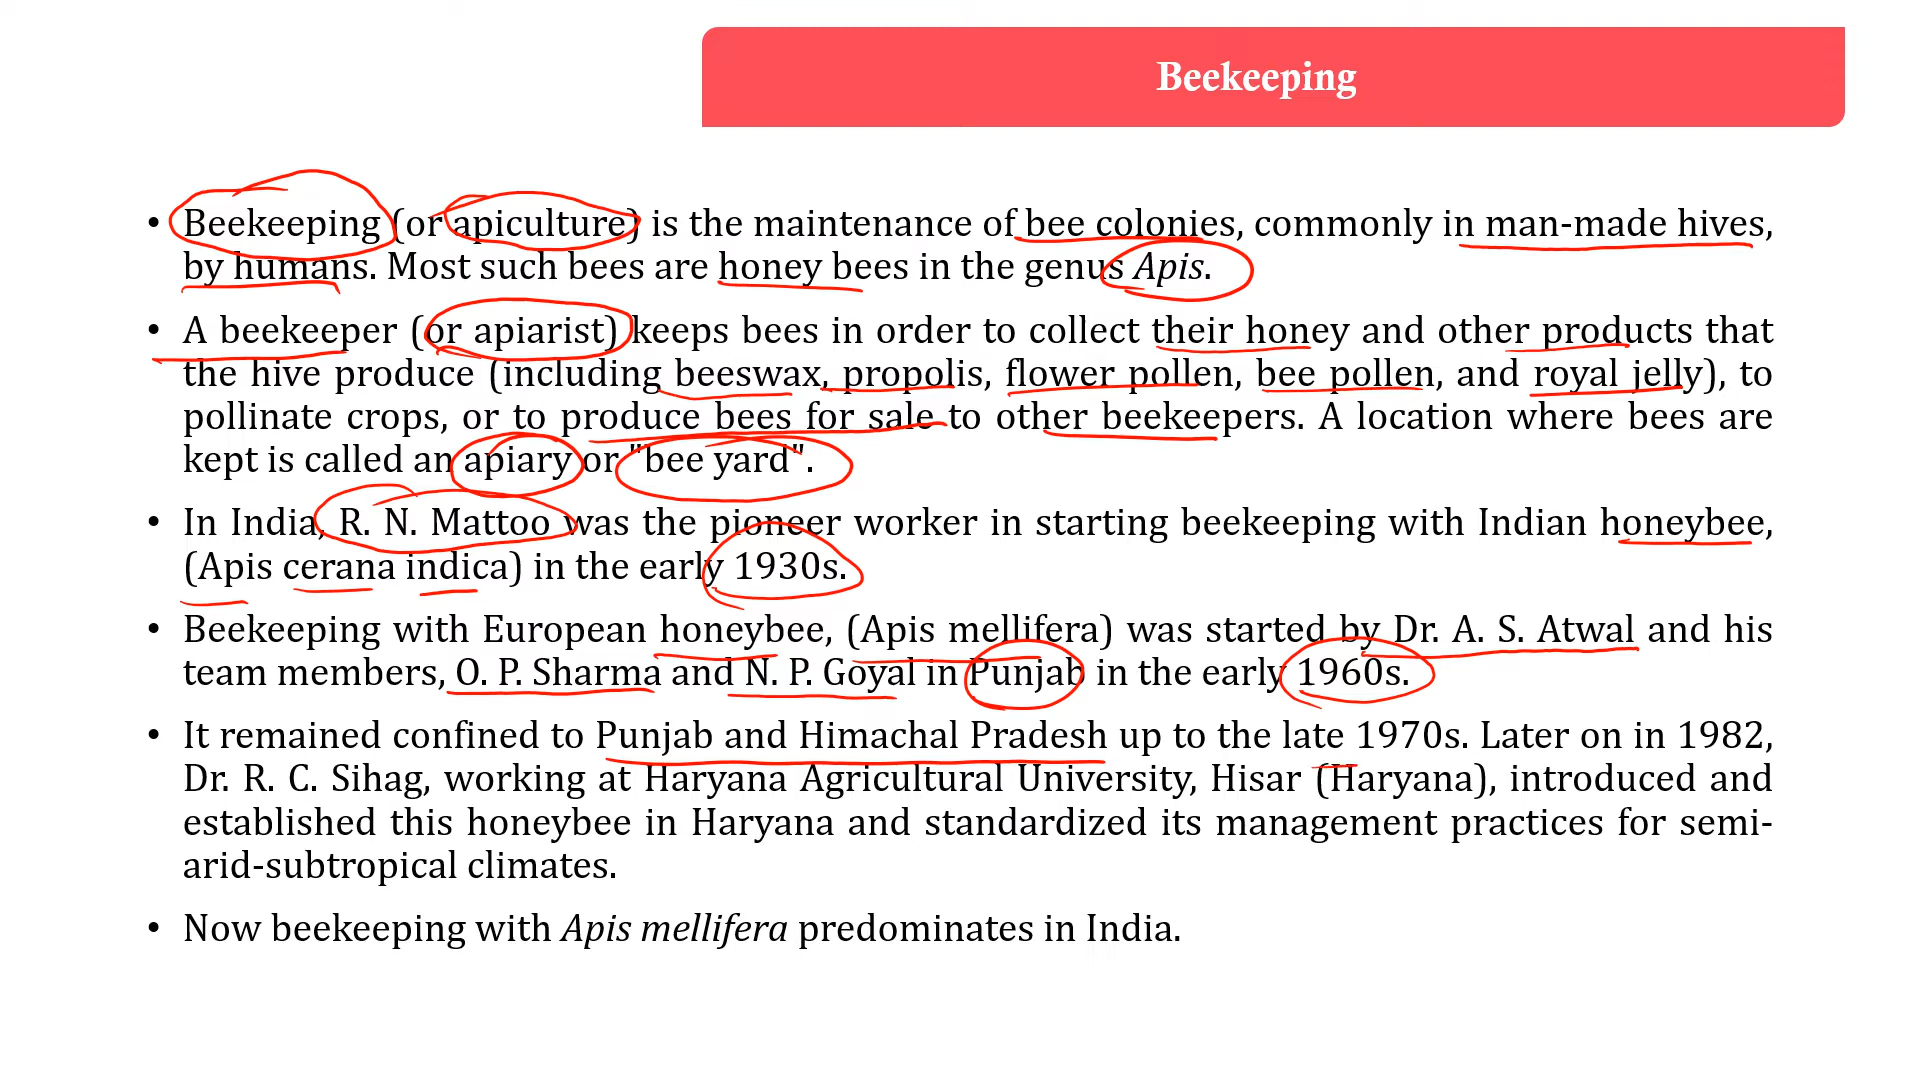 Beekeeping
• Beekeeping (or apiculture) is the maintenance of bee colonies, commonly in man-made hives,
by humans. Most such bees are honey bees in the genus Apis.
• A beekeeper (or apiarist) keeps bees in order to collect their honey and other products that
the hive produce (including beeswax, propolis, flower pollen, bee pollen, and royal jelly), to
pollinate crops, or to produce bees for sale to other beekeepers. A location where bees are
kept is called an apiary or "bee yard".
• In India, R. N. Mattoo was the pioneer worker in starting beekeeping with Indian honeybee,
(Apis cerana indica) in the early 1930s.
• Beekeeping with European honeybee, (Apis mellifera) was started by Dr. A. S. Atwal and his
team members, O. P. Sharma and N. P. Goyal in Punjab in the early 1960s.
• It remained confined to Punjab and Himachal Pradesh up to the late 1970s. Later on in 1982,
Dr. R. C. Sihag, working at Haryana Agricultural University, Hisar (Haryana), introduced and
established this honeybee in Haryana and standardized its management practices for semi-
arid-subtropical climates.
• Now beekeeping with Apis mellifera predominates in India.